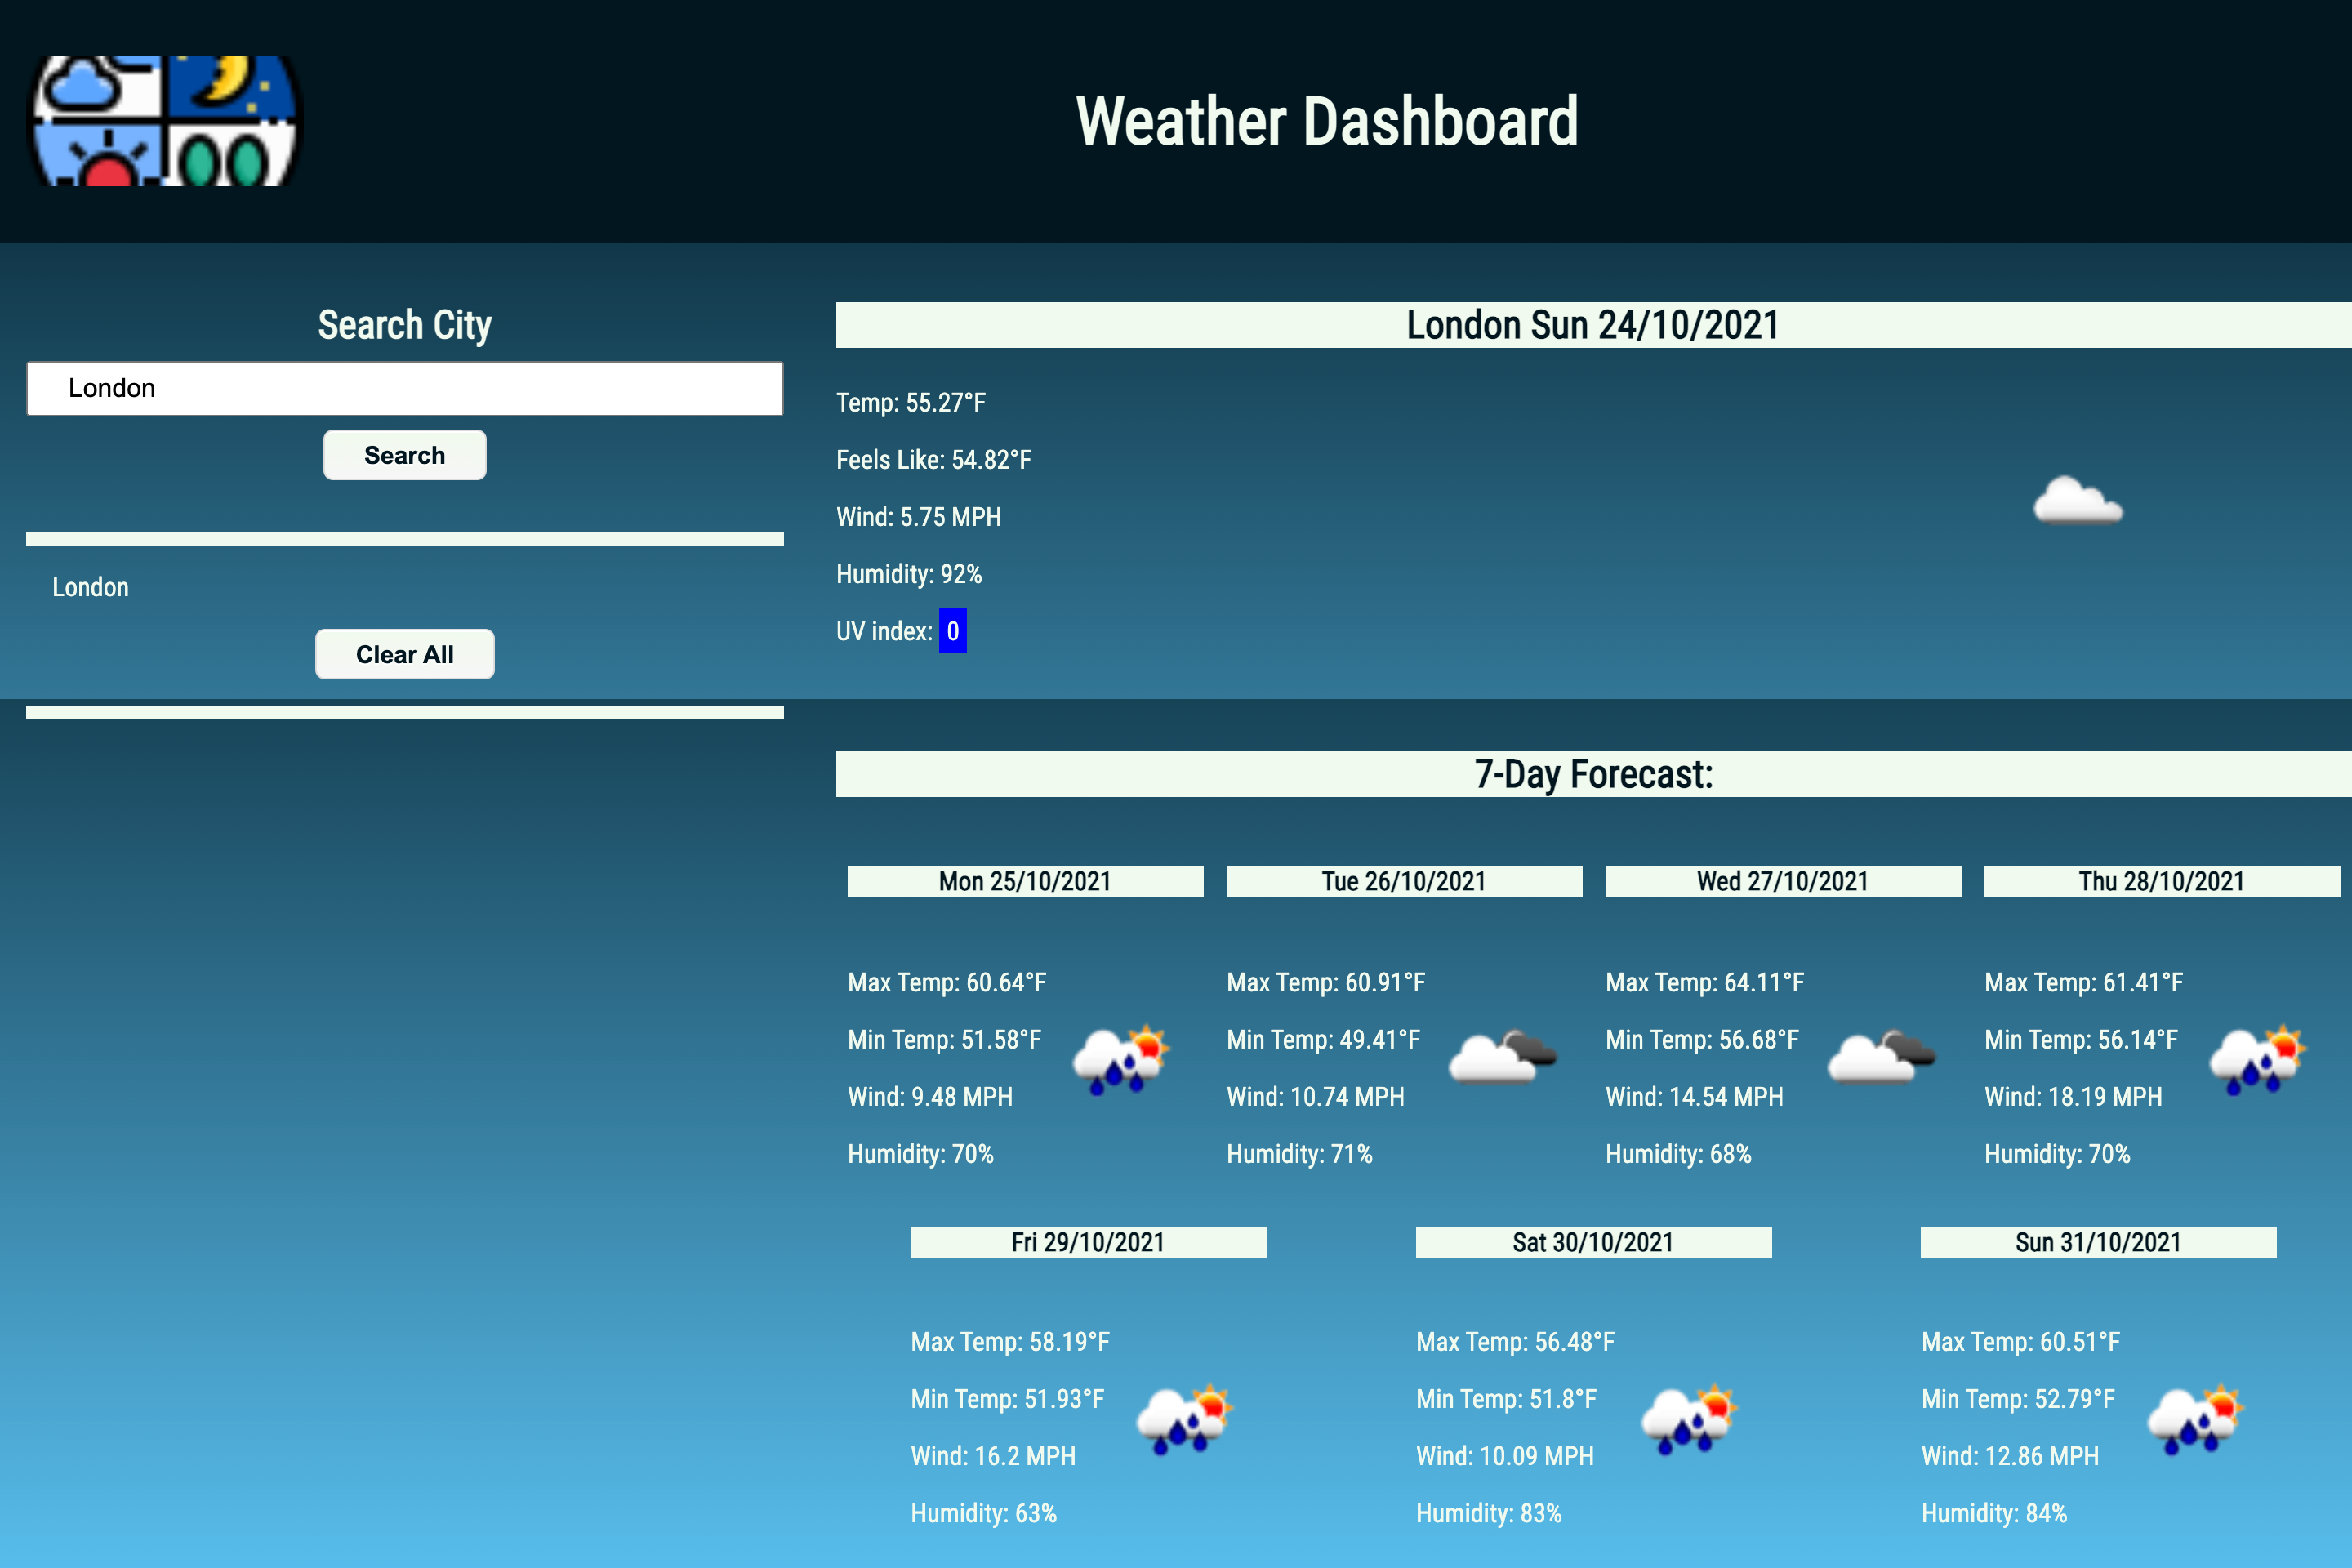 Weather Dashboard
Search City
London
Search
London
Clear All
London Sun 24/10/2021
Temp: 55.27°F
Feels Like: 54.82°F
Wind: 5.75 MPH
Humidity: 92%
UV index: 0
7-Day Forecast:
Mon 25/10/2021
Max Temp: 60.64°F
Min Temp: 51.58°F
Wind: 9.48 MPH
Humidity: 70%
Tue 26/10/2021
Max Temp: 60.91°F
Min Temp: 49.41°F
Wind: 10.74 MPH
Humidity: 71%
Wed 27/10/2021
Max Temp: 64.11°F
Min Temp: 56.68°F
Wind: 14.54 MPH
Humidity: 68%
Thu 28/10/2021
Max Temp: 61.41°F
Min Temp: 56.14°F
Wind: 18.19 MPH
Humidity: 70%
Fri 29/10/2021
Max Temp: 58.19°F
Min Temp: 51.93°F
Wind: 16.2 MPH
Humidity: 63%
Sat 30/10/2021
Max Temp: 56.48°F
Min Temp: 51.8°F
Wind: 10.09 MPH
Humidity: 83%
Sun 31/10/2021
Max Temp: 60.51°F
Min Temp: 52.79°F
Wind: 12.86 MPH
Humidity: 84%